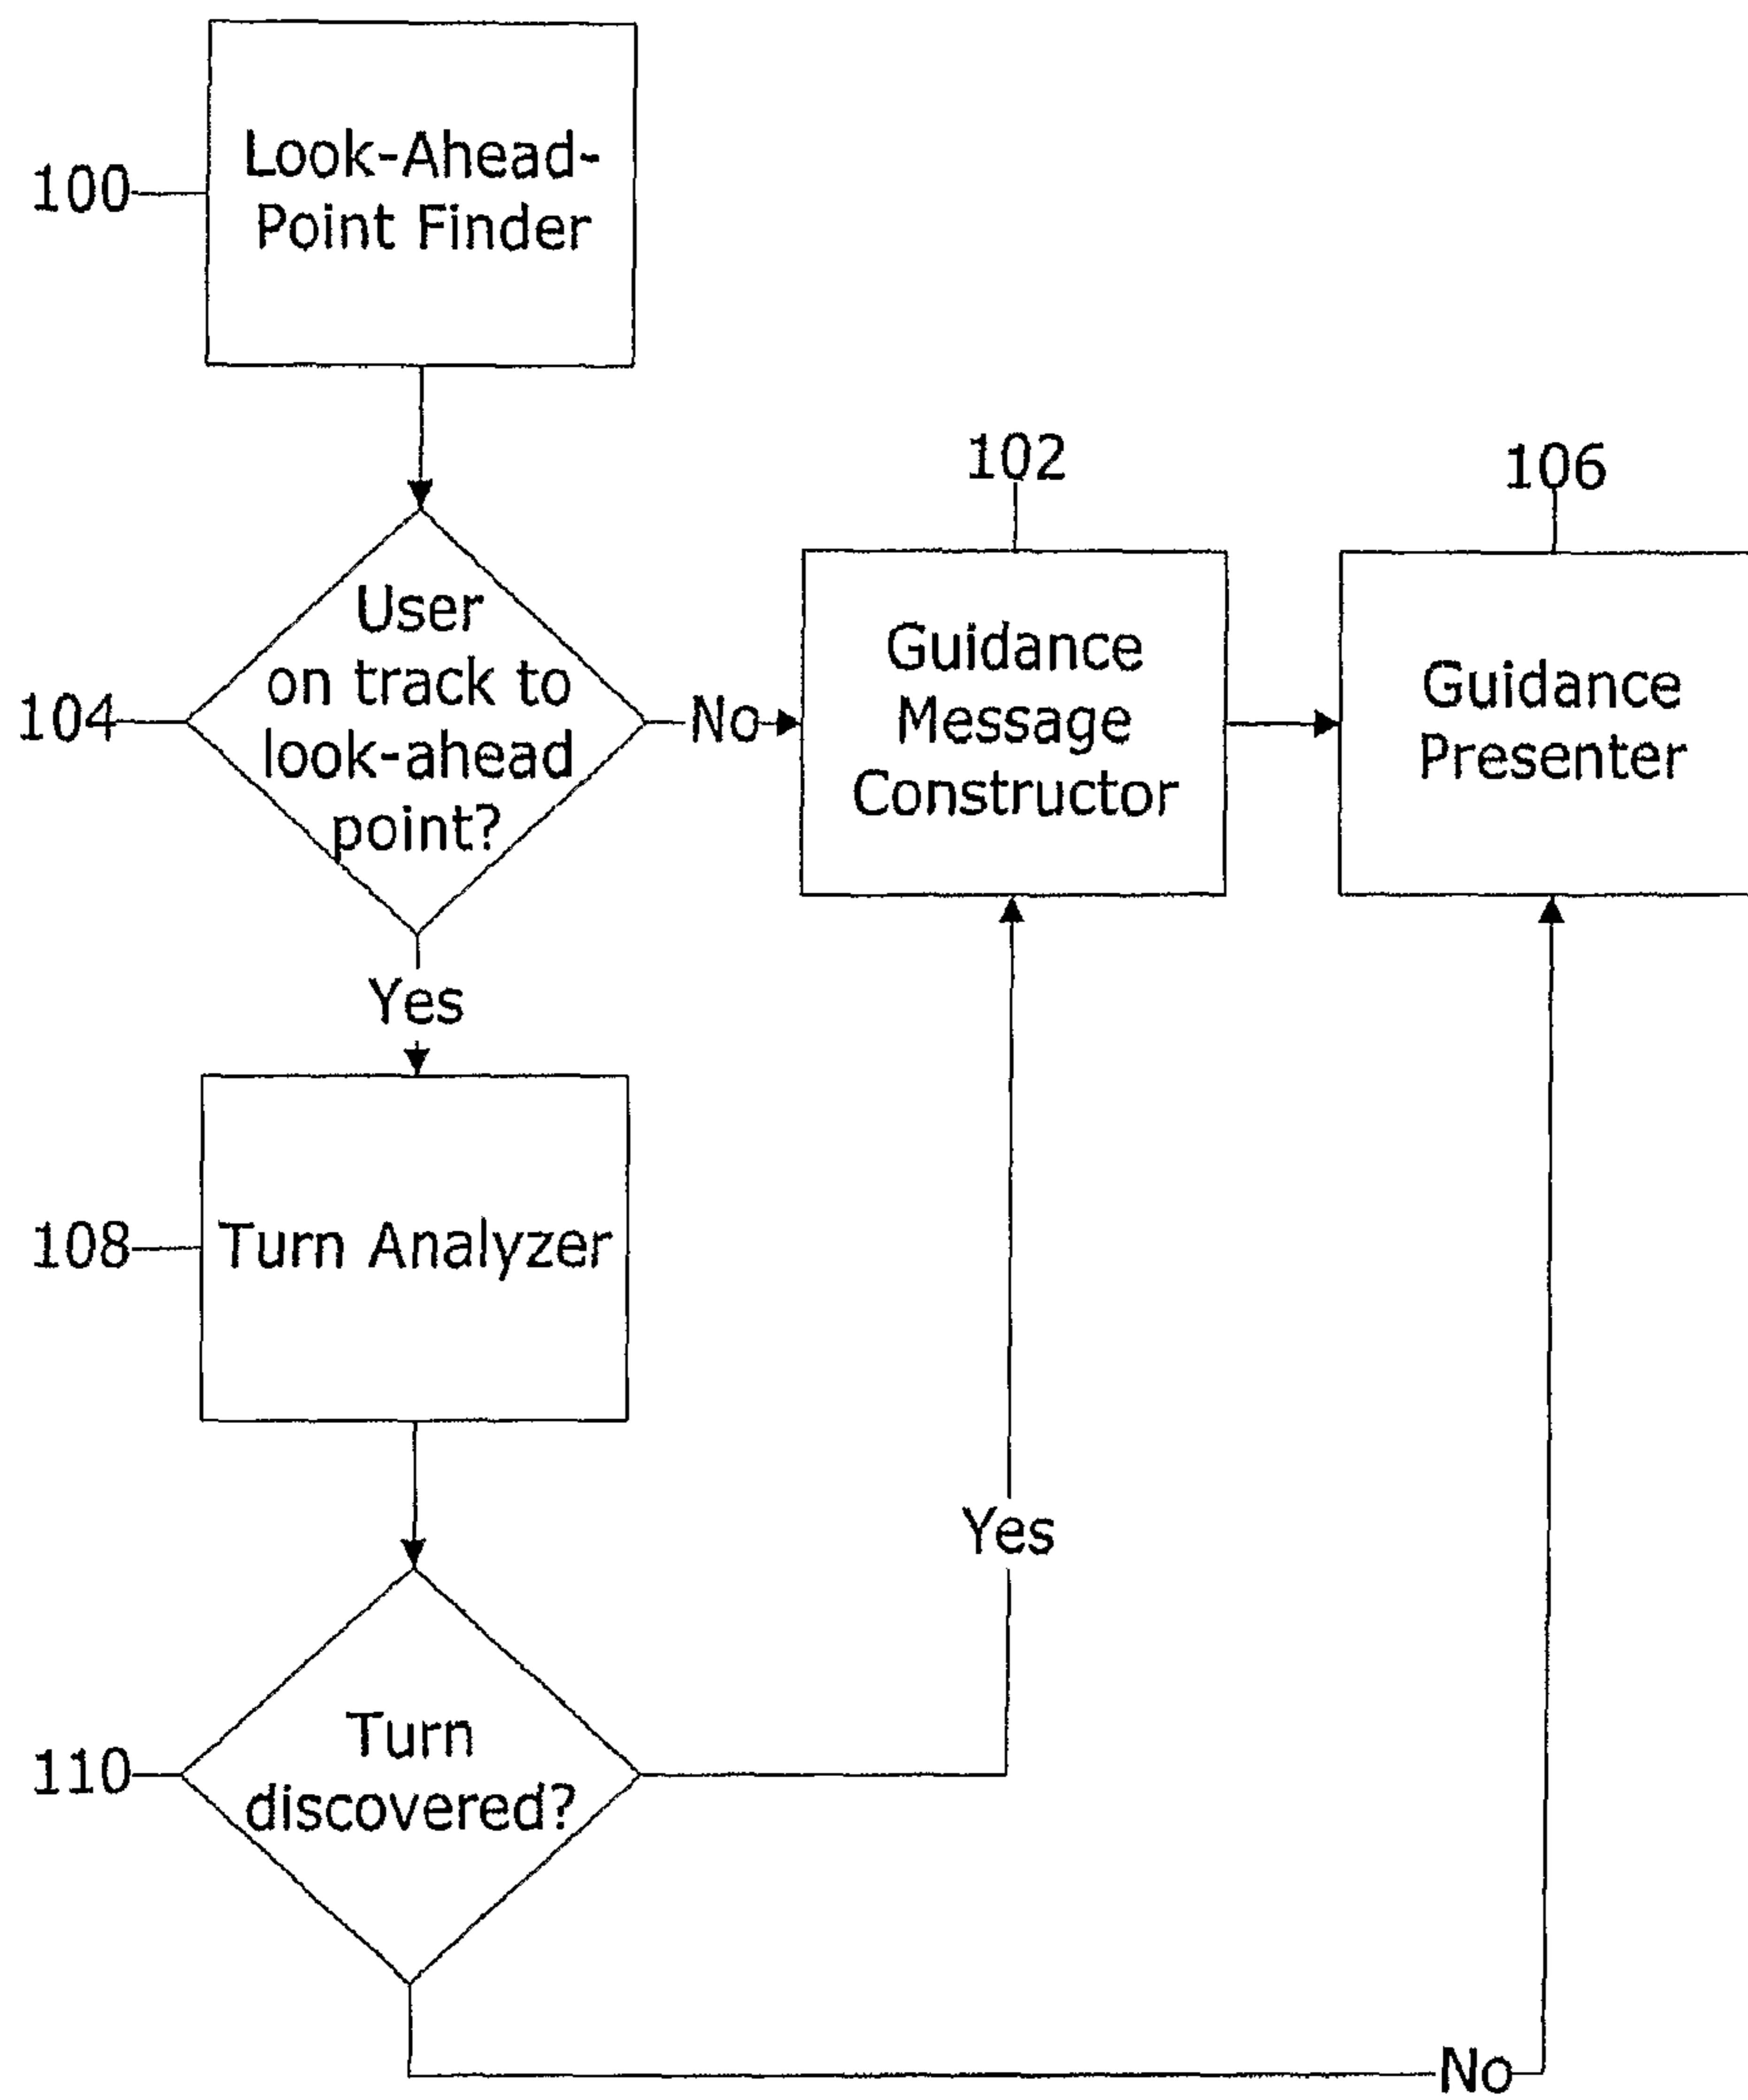 Look-Ahead-
Point Finder
100
102
106
User
on track to
look-ahead
point?
104
No
Guidance
Message
Constructor
Guidance
Presenter
Yes
108
Turn Analyzer
Yes
110
Turn
discovered?
No